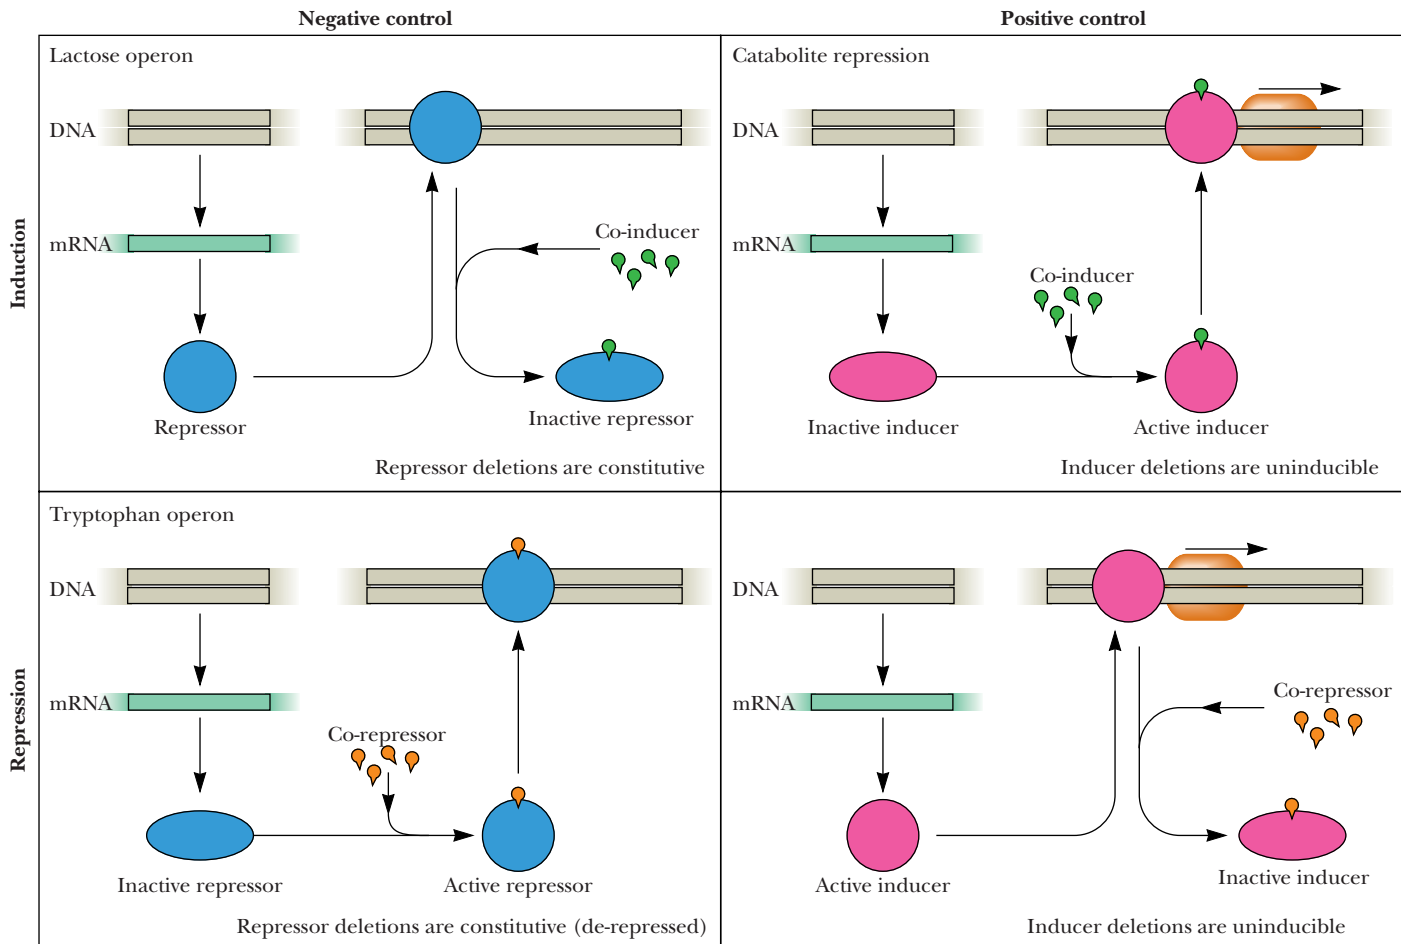 Negative control
Positive control
Induction
Lactose operon
DNA
mRNA
Co-inducer
Repressor
Inactive repressor
Repressor deletions are constitutive
Catabolite repression
DNA
mRNA
Co-inducer
Inactive inducer
Active inducer
Inducer deletions are uninducible
Repression
Tryptophan operon
DNA
mRNA
Co-repressor
Inactive repressor
Active repressor
Repressor deletions are constitutive (de-repressed)
DNA
mRNA
Co-repressor
Active inducer
Inactive inducer
Inducer deletions are uninducible